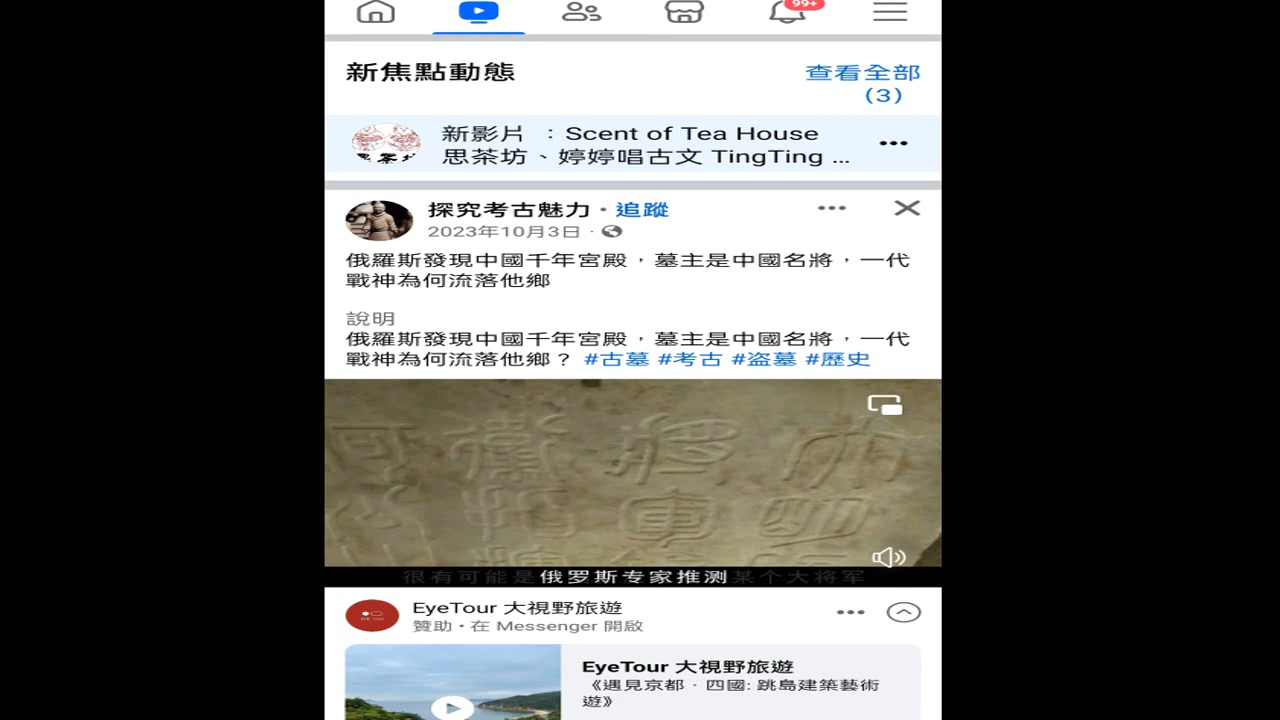 99+
新焦點動態
查看全部
(3)
新影片 ：Scent of Tea House
思茶坊、婷婷唱古文 TingTing ...
探究考古魅力・追蹤
2023年10月3日 ·
俄羅斯發現中國千年宮殿，墓主是中國名將，一代
戰神為何流落他鄉
說明
俄羅斯發現中國千年宮殿，墓主是中國名將，一代
戰神為何流落他鄉？ #古墓 #考古 #盗墓 #歷史
很有可能是俄罗斯专家推测某个大将军
EyeTour 大視野旅遊
贊助・在 Messenger 開啟
EyeTour 大視野旅遊
《遇見京都．四國: 跳島建築藝術
遊》